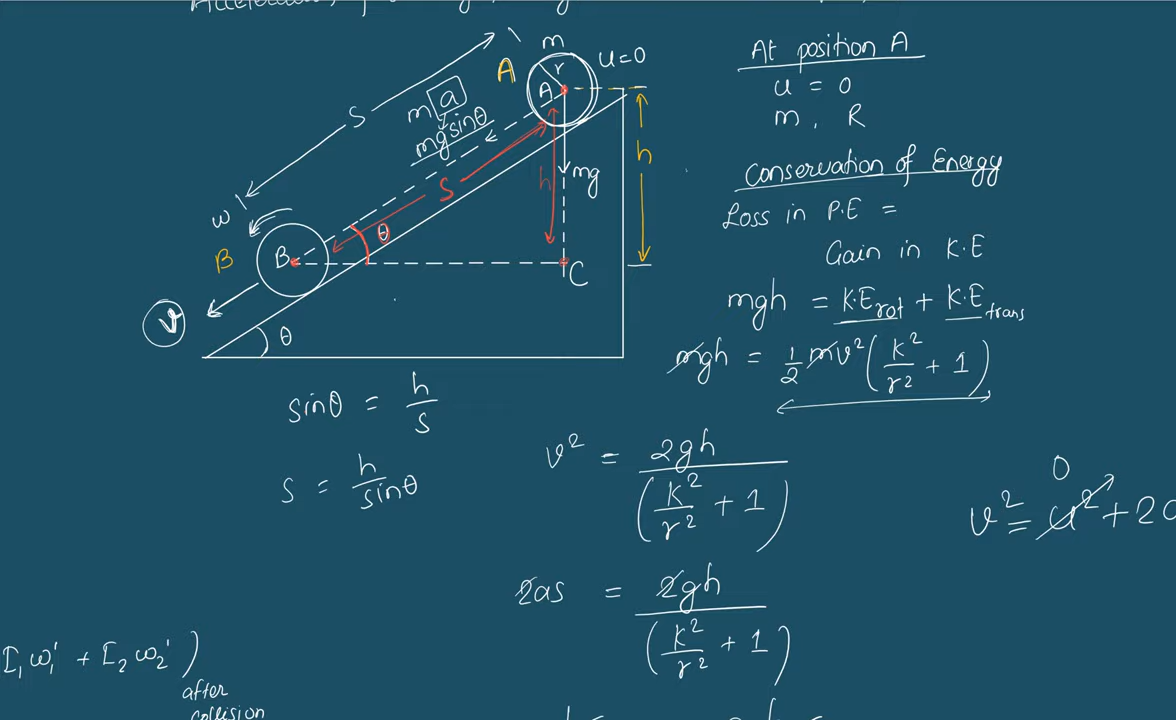 m
A
r
u=0
A
S
m a
mg sinθ
h
h
mg
S
ω
θ
B
B
C
v
θ
sinθ = h/s
s = h/sinθ
At position A
u = 0
m , R
Conservation of Energy
Loss in P.E =
Gain in K.E
mgh = K.E rot + K.E trans
mgh = 1/2 mv² (k²/r² + 1)
v² = 2gh / (k²/r² + 1)
0
v² = u² + 2a
2as = 2gh / (k²/r² + 1)
I₁ω₁' + I₂ω₂' )
after
collision